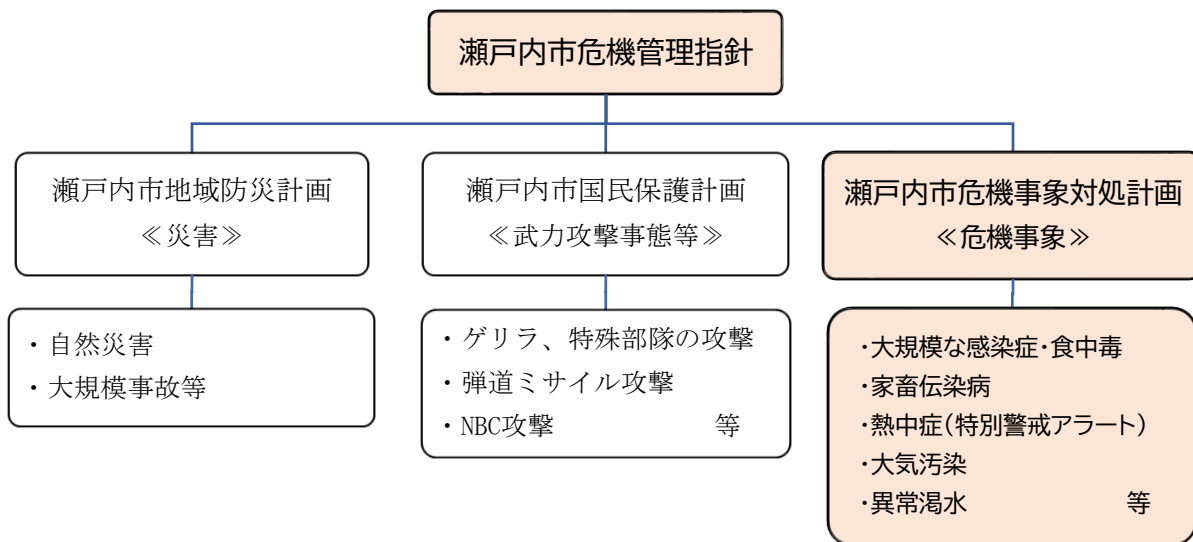 瀬戸内市危機管理指針
瀬戸内市地域防災計画
≪災害≫
・自然災害
・大規模事故等
瀬戸内市国民保護計画
≪武力攻撃事態等≫
・ゲリラ、特殊部隊の攻撃
・弾道ミサイル攻撃
・NBC攻撃 等
瀬戸内市危機事象対処計画
≪危機事象≫
・大規模な感染症・食中毒
・家畜伝染病
・熱中症(特別警戒アラート)
・大気汚染
・異常渇水 等